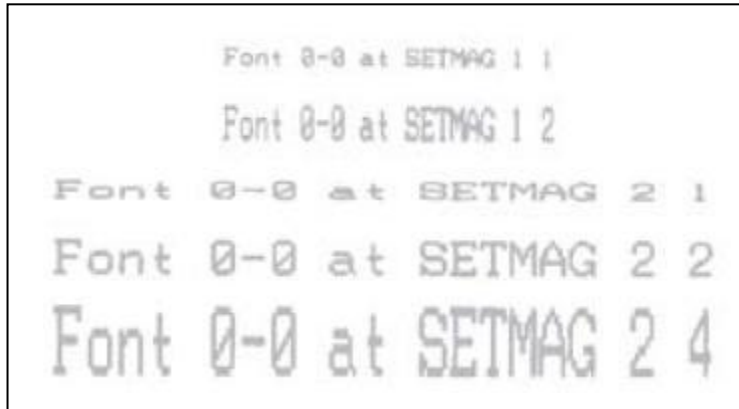 Font 0-0 at SETMAG 1 1
Font 0-0 at SETMAG 1 2
Font 0-0 at SETMAG 2 1
Font 0-0 at SETMAG 2 2
Font 0-0 at SETMAG 2 4